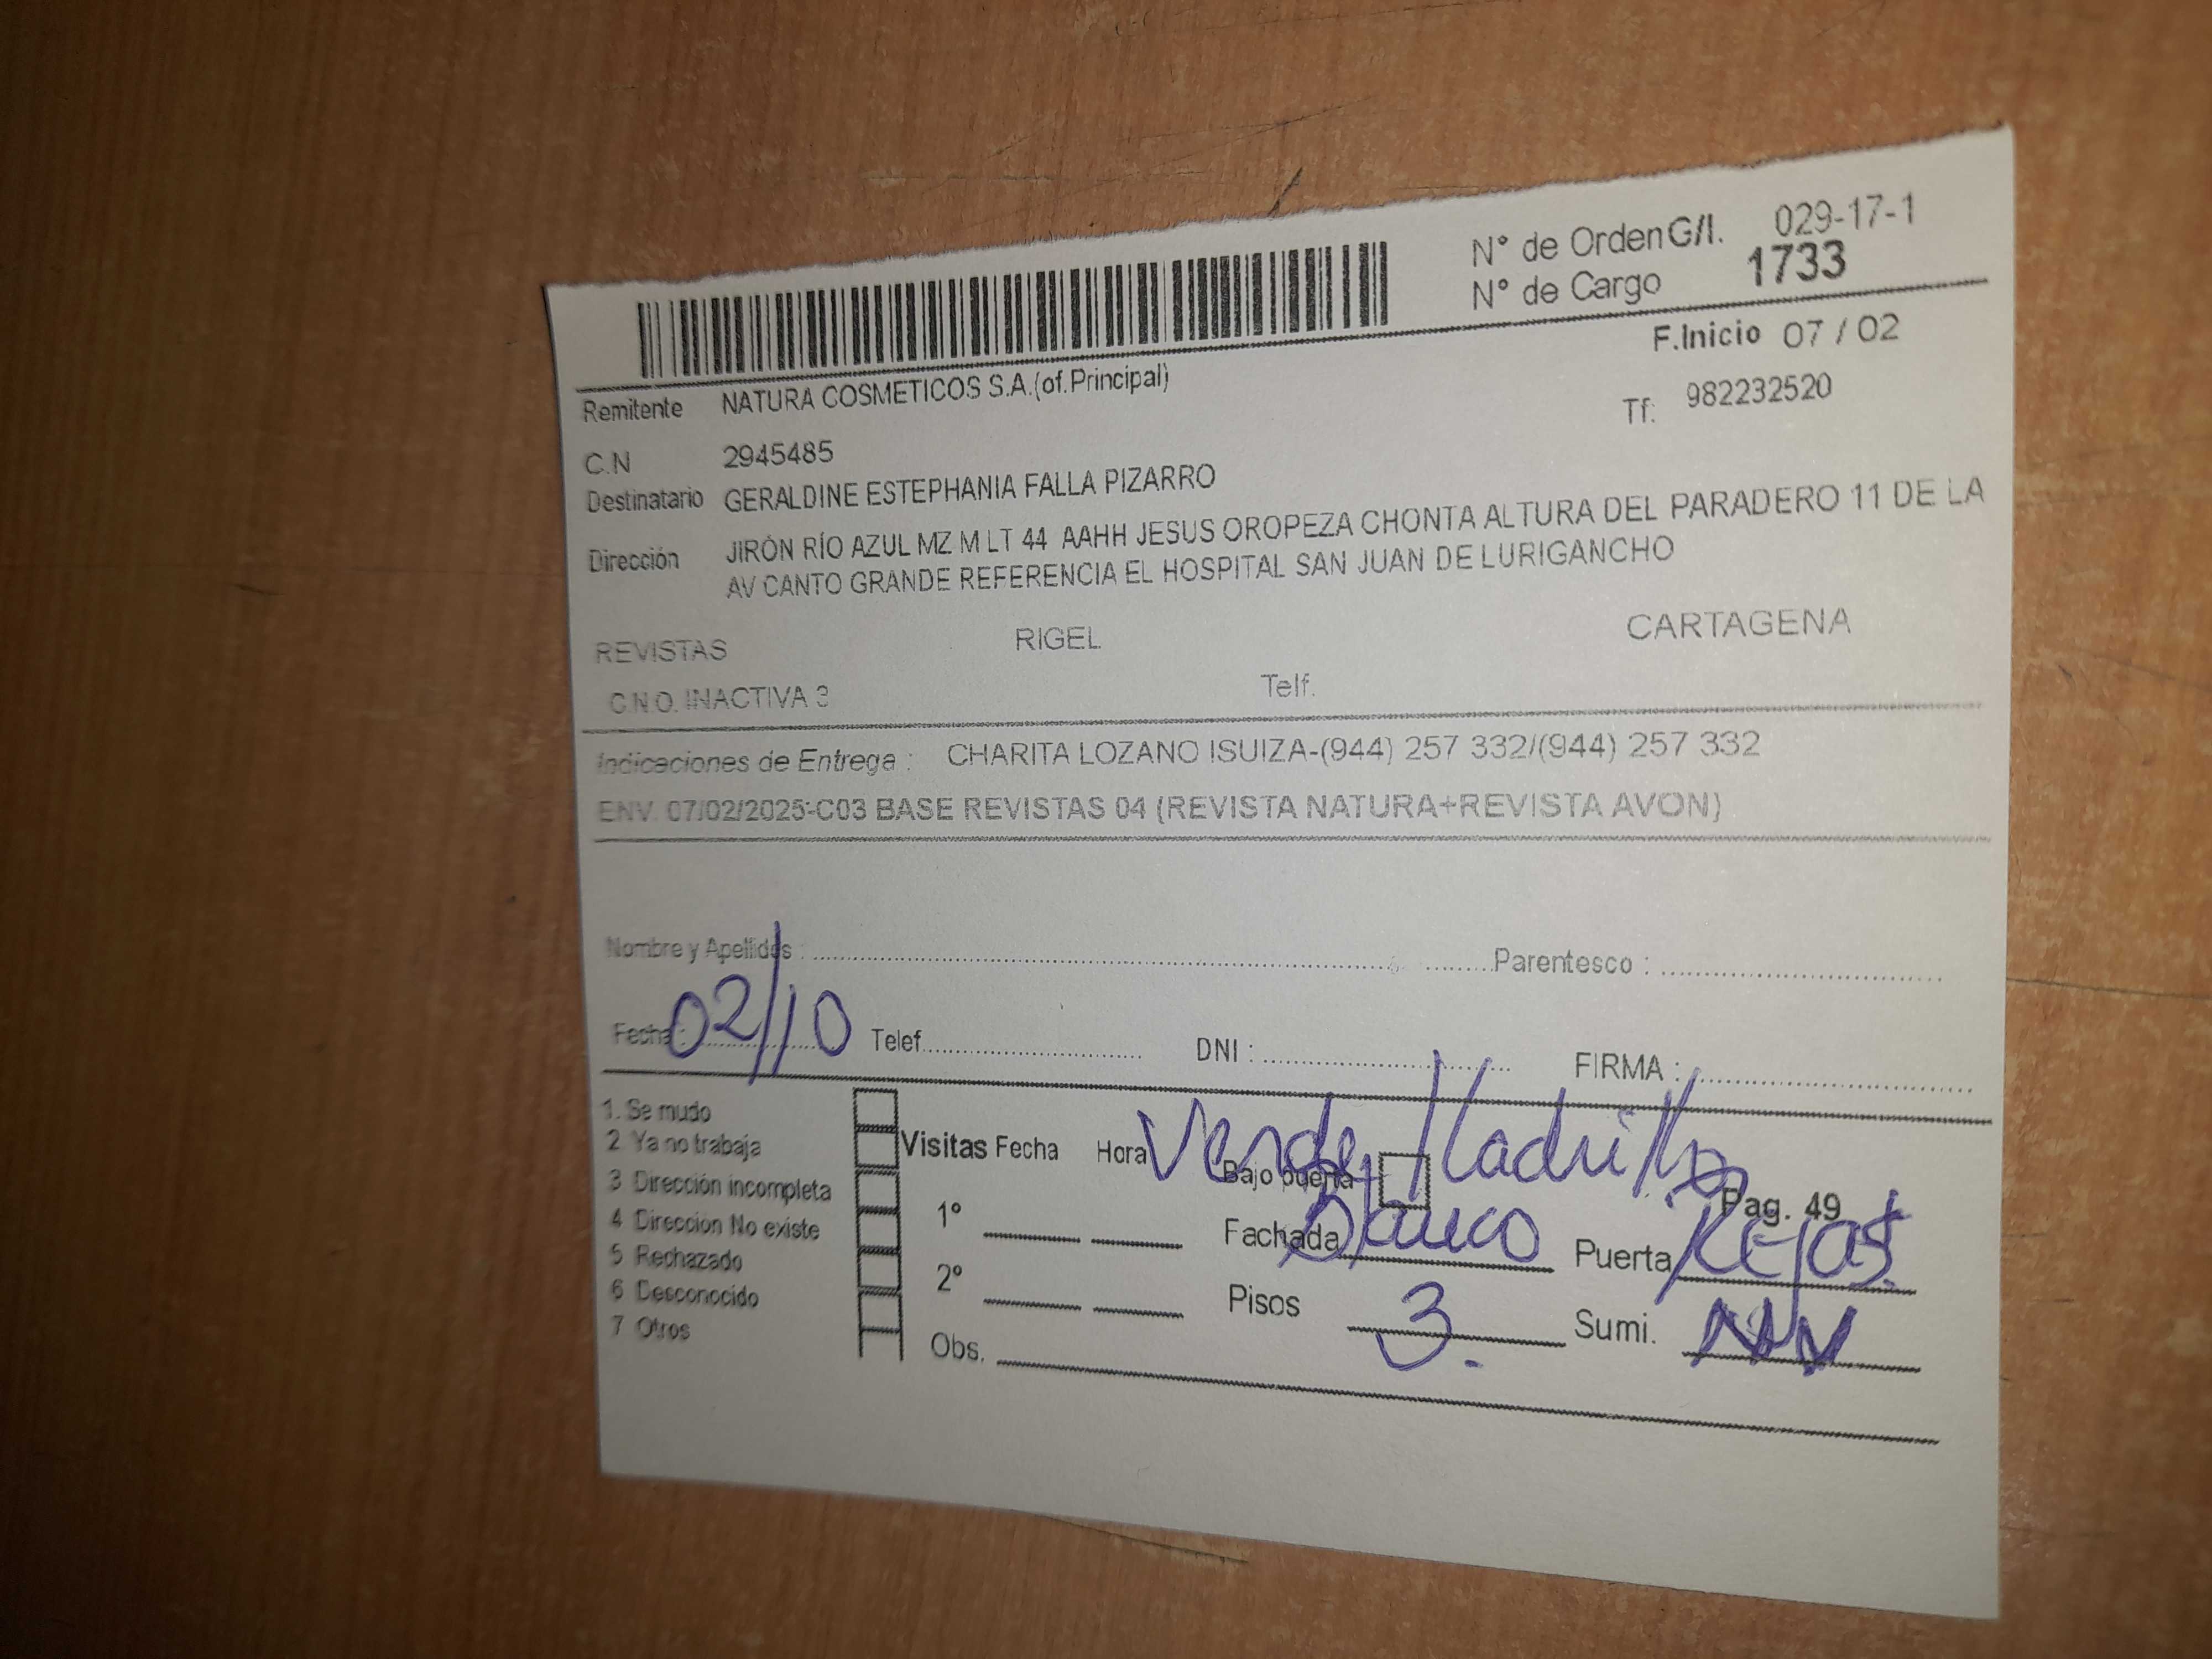 N° de Orden G/I. 029-17-1
N° de Cargo 1733
F.Inicio 07 / 02
Remitente NATURA COSMETICOS S.A.(of.Principal)
Tf: 982232520
C.N 2945485
Destinatario GERALDINE ESTEPHANIA FALLA PIZARRO
Dirección JIRÓN RÍO AZUL MZ M LT 44 AAHH JESUS OROPEZA CHONTA ALTURA DEL PARADERO 11 DE LA
AV CANTO GRANDE REFERENCIA EL HOSPITAL SAN JUAN DE LURIGANCHO
REVISTAS RIGEL CARTAGENA
C.N.O. INACTIVA 3 Telf.
Indicaciones de Entrega : CHARITA LOZANO ISUIZA-(944) 257 332/(944) 257 332
ENV. 07/02/2025-C03 BASE REVISTAS 04 (REVISTA NATURA+REVISTA AVON)
Nombre y Apellidos : Parentesco :
Fecha : 02/10 Telef. DNI : FIRMA :
1. Se mudo
2 Ya no trabaja
3 Dirección incompleta
4 Direccion No existe
5 Rechazado
6 Desconocido
7 Otros
Visitas Fecha Hora Bajo puerta
Verde/ladrillo
Pag. 49
1° Fachada blanco Puerta Rejas.
2° Pisos 3. Sumi. NN
Obs.